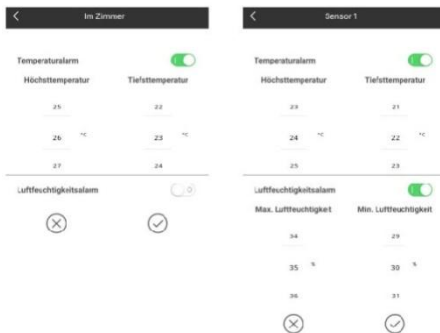 Im Zimmer
Temperaturalarm
Höchsttemperatur Tiefsttemperatur
25 22
26 °C 23 °C
27 24
Luftfeuchtigkeitsalarm
Sensor 1
Temperaturalarm
Höchsttemperatur Tiefsttemperatur
23 21
24 °C 22 °C
25 23
Luftfeuchtigkeitsalarm
Max. Luftfeuchtigkeit Min. Luftfeuchtigkeit
34 29
35 % 30 %
36 31